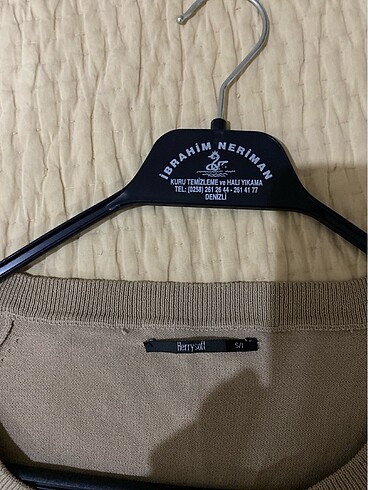 İBRAHİM NERİMAN
KURU TEMİZLEME ve HALI YIKAMA
TEL: (0258) 261 26 44 - 261 41 77
DENİZLİ
Herrysoft